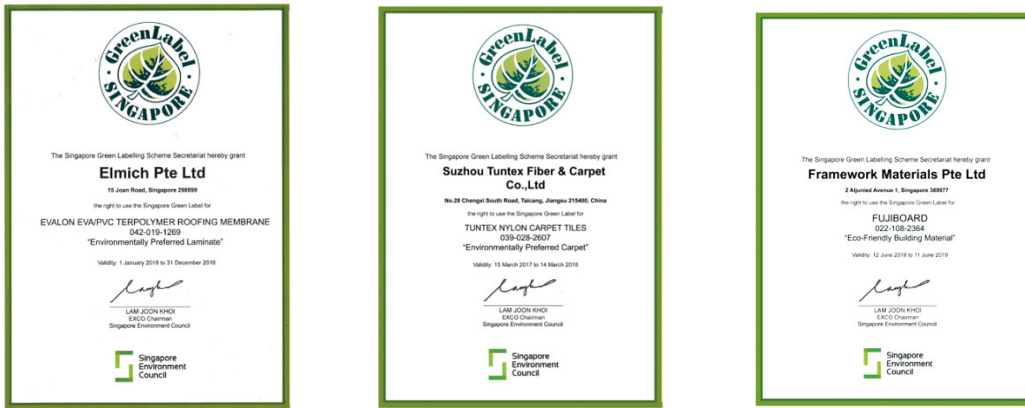 GreenLabel
SINGAPORE
The Singapore Green Labelling Scheme Secretariat hereby grant
Elmich Pte Ltd
15 Joan Road, Singapore 298899
the right to use the Singapore Green Label for
EVALON EVA/PVC TERPOLYMER ROOFING MEMBRANE
042-019-1269
"Environmentally Preferred Laminate"
Validity: 1 January 2018 to 31 December 2018
LAM JOON KHOI
EXCO Chairman
Singapore Environment Council
Singapore
Environment
Council
GreenLabel
SINGAPORE
The Singapore Green Labelling Scheme Secretariat hereby grant
Suzhou Tuntex Fiber & Carpet
Co.,Ltd
No.28 Chengxi South Road, Taicang, Jiangsu 215400, China
the right to use the Singapore Green Label for
TUNTEX NYLON CARPET TILES
039-028-2607
"Environmentally Preferred Carpet"
Validity: 15 March 2017 to 14 March 2018
LAM JOON KHOI
EXCO Chairman
Singapore Environment Council
Singapore
Environment
Council
GreenLabel
SINGAPORE
The Singapore Green Labelling Scheme Secretariat hereby grant
Framework Materials Pte Ltd
2 Aljunied Avenue 1, Singapore 389977
the right to use the Singapore Green Label for
FUJIBOARD
022-108-2364
"Eco-Friendly Building Material"
Validity: 12 June 2018 to 11 June 2019
LAM JOON KHOI
EXCO Chairman
Singapore Environment Council
Singapore
Environment
Council